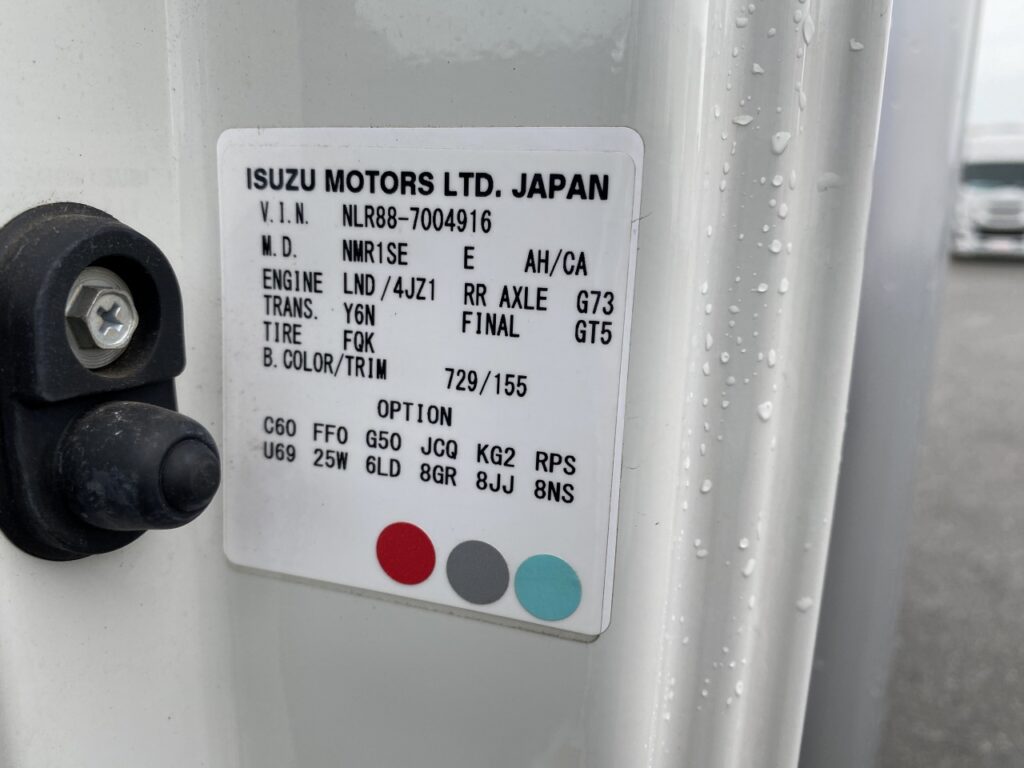 ISUZU MOTORS LTD. JAPAN
V.I.N. NLR88-7004916
M.D. NMR1SE E AH/CA
ENGINE LND/4JZ1 RR AXLE G73
TRANS. Y6N FINAL GT5
TIRE FQK
B.COLOR/TRIM 729/155
OPTION
C60 FF0 G50 JCQ KG2 RPS
U69 25W 6LD 8GR 8JJ 8NS